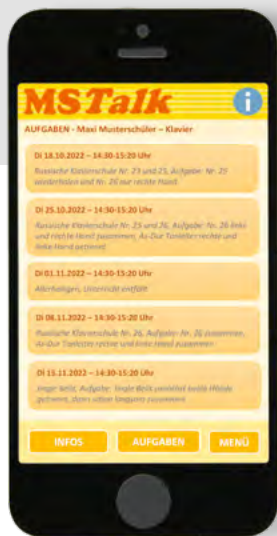 MSTalk
i
AUFGABEN - Maxi Musterschüler – Klavier
Di 18.10.2022 – 14:30-15:20 Uhr
Russische Klavierschule Nr. 23 und 25, Aufgabe: Nr. 25
wiederholen und Nr. 26 nur rechte Hand.
Di 25.10.2022 – 14:30-15:20 Uhr
Russische Klavierschule Nr. 25 und 26, Aufgabe: Nr. 26 linke
und rechte Hand zusammen, As-Dur Tonleiter rechte und
linke Hand getrennt
Di 01.11.2022 – 14:30-15:20 Uhr
Allerheiligen, Unterricht entfällt
Di 08.11.2022 – 14:30-15:20 Uhr
Russische Klavierschule Nr. 26, Aufgabe: Nr. 26 zusammen,
As-Dur Tonleiter rechte und linke Hand zusammen
Di 15.11.2022 – 14:30-15:20 Uhr
Jingle Bells, Aufgabe: Jingle Bells zunächst beide Hände
getrennt, dann sehr langsam zusammen
INFOS
AUFGABEN
MENÜ